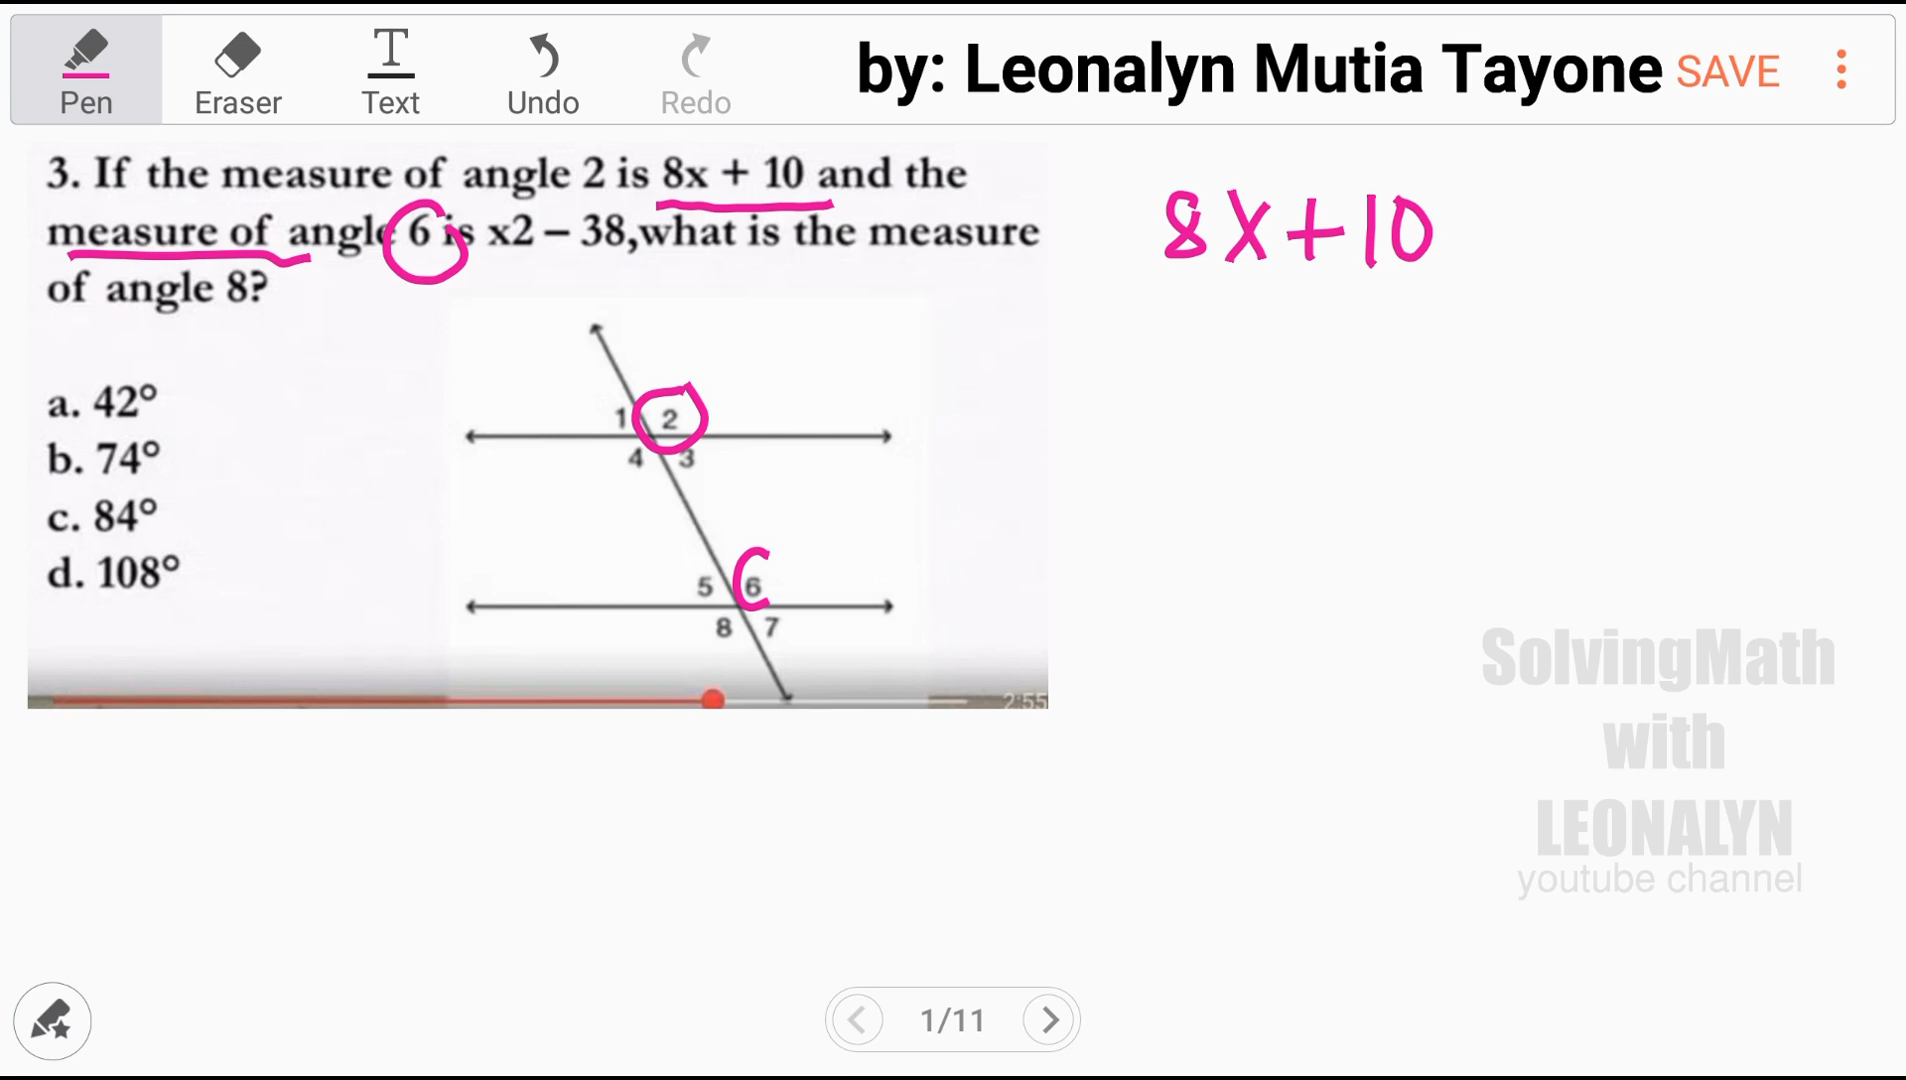 Pen
Eraser
Text
Undo
Redo
by: Leonalyn Mutia Tayone
SAVE
3. If the measure of angle 2 is 8x + 10 and the
measure of angle 6 is x2 – 38,what is the measure
of angle 8?
8X+10
a. 42°
b. 74°
c. 84°
d. 108°
1 2
4 3
5 6
8 7
2:55
SolvingMath
with
LEONALYN
youtube channel
1/11